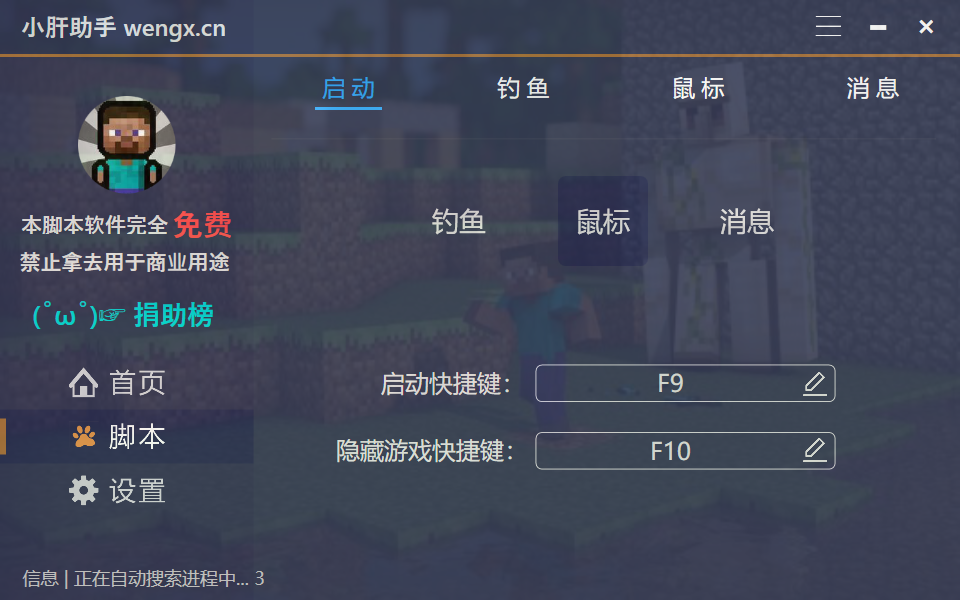 小肝助手 wengx.cn
启动 钓鱼 鼠标 消息
本脚本软件完全 免费
禁止拿去用于商业用途
(ﾟωﾟ)☞ 捐助榜
钓鱼 鼠标 消息
首页
脚本
设置
启动快捷键： F9
隐藏游戏快捷键： F10
信息 | 正在自动搜索进程中... 3